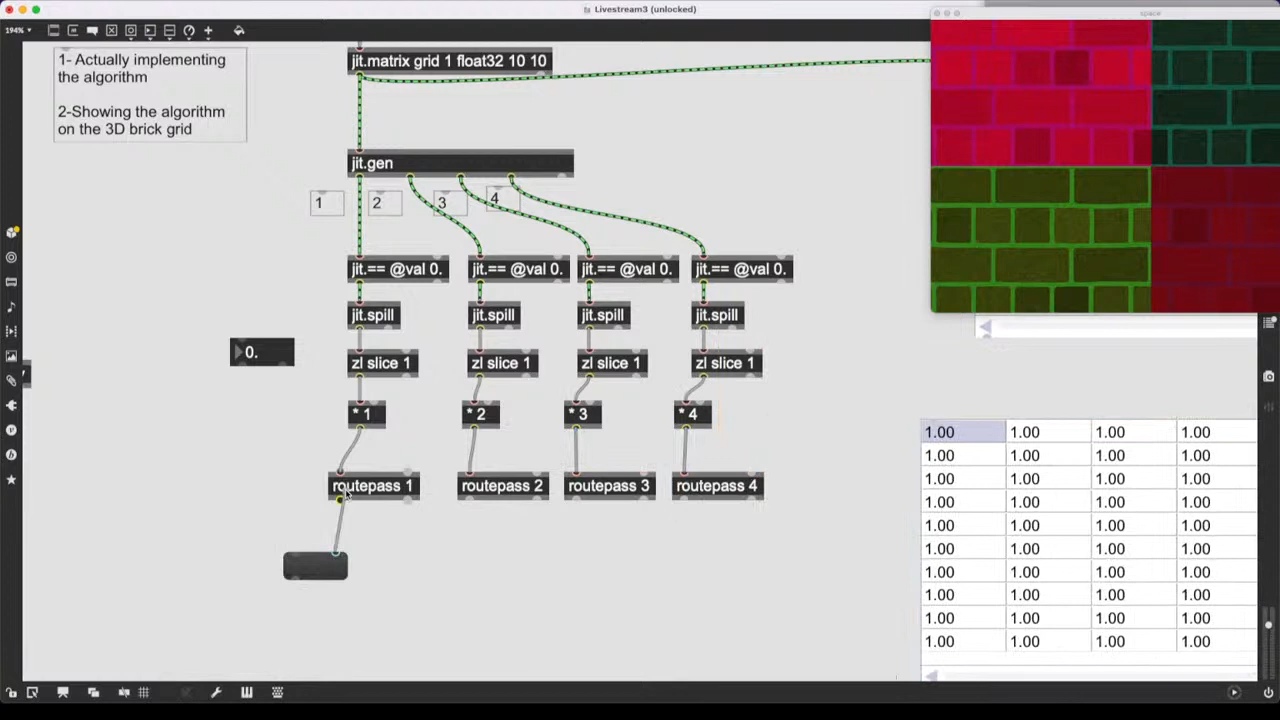 Livestream3 (unlocked)
space
194%
1- Actually implementing
the algorithm
2-Showing the algorithm
on the 3D brick grid
jit.matrix grid 1 float32 10 10
jit.gen
1 2 3 4
jit.== @val 0. jit.== @val 0. jit.== @val 0. jit.== @val 0.
jit.spill jit.spill jit.spill jit.spill
0.
zl slice 1 zl slice 1 zl slice 1 zl slice 1
* 1 * 2 * 3 * 4
routepass 1 routepass 2 routepass 3 routepass 4
1.00 1.00 1.00 1.00
1.00 1.00 1.00 1.00
1.00 1.00 1.00 1.00
1.00 1.00 1.00 1.00
1.00 1.00 1.00 1.00
1.00 1.00 1.00 1.00
1.00 1.00 1.00 1.00
1.00 1.00 1.00 1.00
1.00 1.00 1.00 1.00
1.00 1.00 1.00 1.00